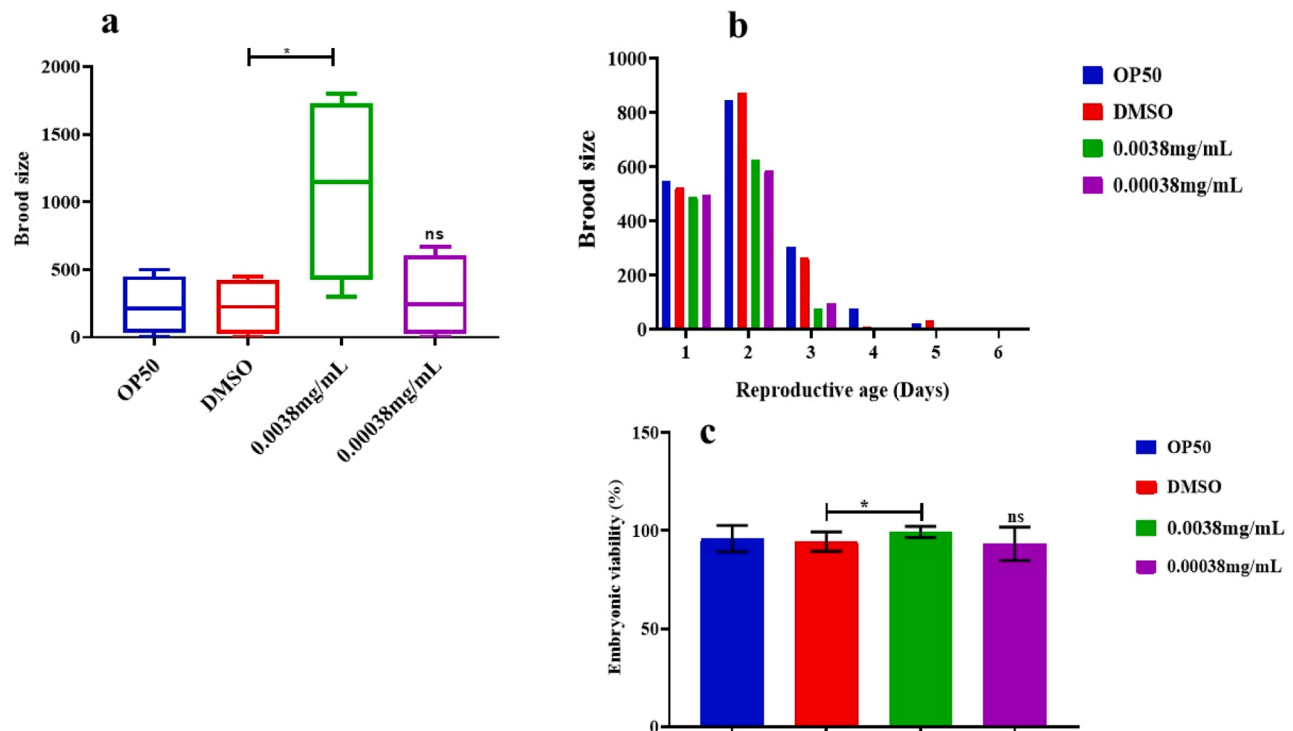 a
*
2000
1500
1000
500
0
Brood size
ns
OP50
DMSO
0.0038mg/mL
0.00038mg/mL
b
1000
800
600
400
200
0
Brood size
1 2 3 4 5 6
Reproductive age (Days)
OP50
DMSO
0.0038mg/mL
0.00038mg/mL
c
150
100
50
0
Embryonic viability (%)
*
ns
OP50
DMSO
0.0038mg/mL
0.00038mg/mL